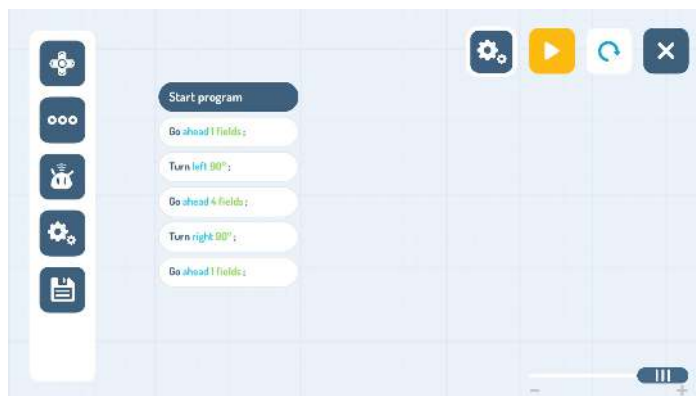 Start program
Go ahead 1 fields;
Turn left 90°;
Go ahead 4 fields;
Turn right 90°;
Go ahead 1 fields;